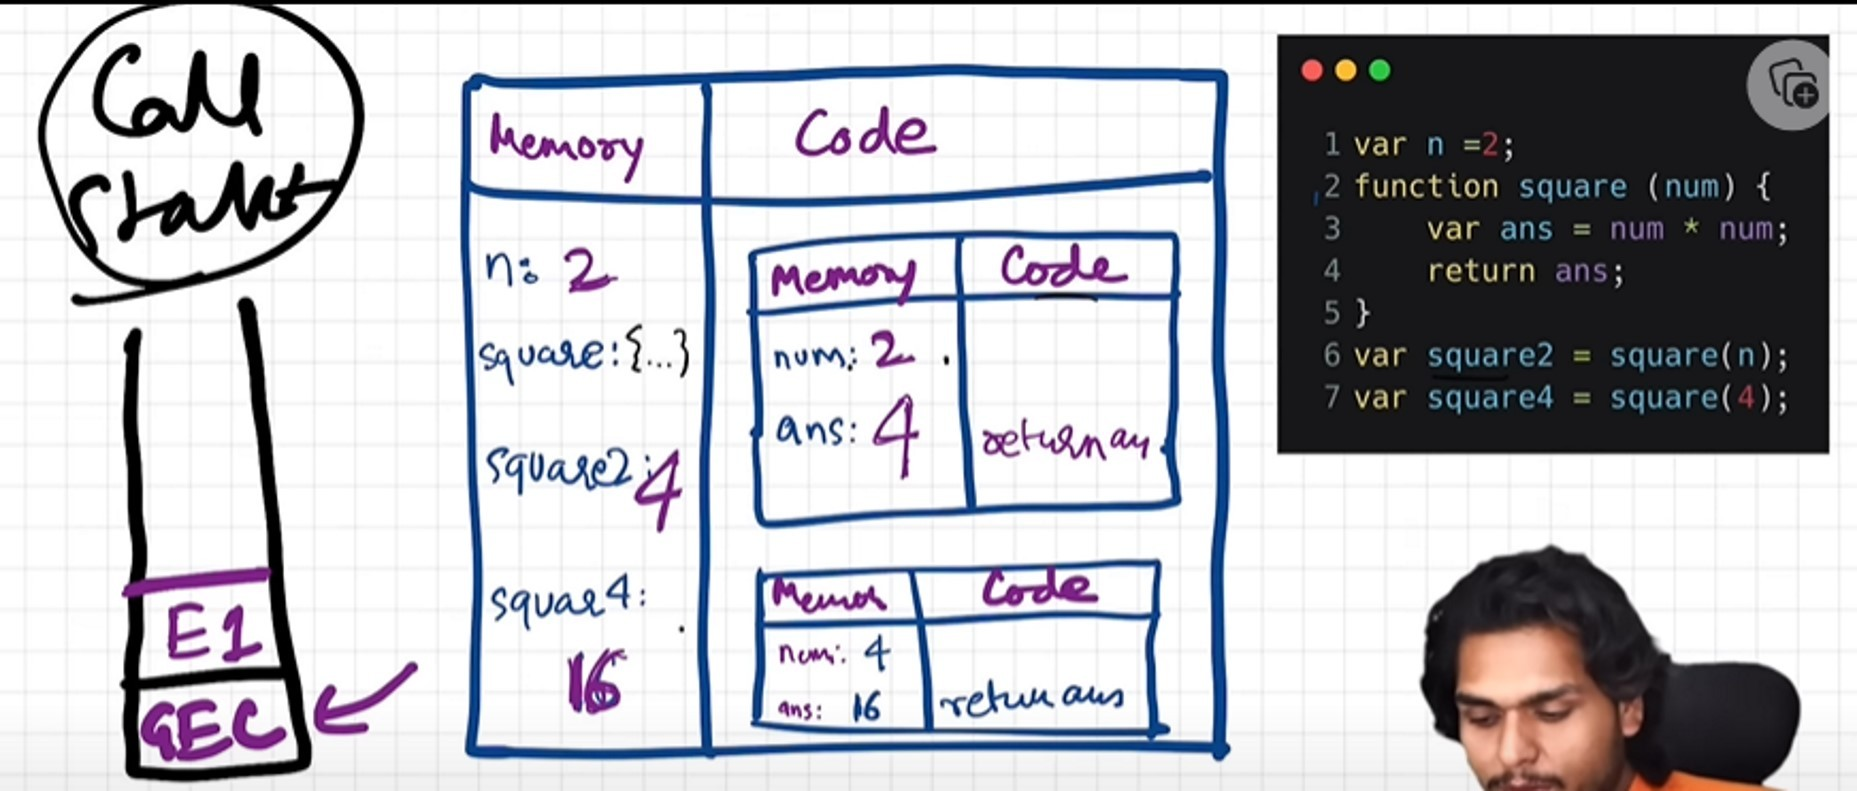 Call
Stack
E1
GEC
Memory
Code
n: 2
square:{...}
square2: 4
squar4:
16
Memory
Code
num: 2
ans: 4
return an
Memor
Code
num: 4
ans: 16
return ans
1 var n =2;
2 function square (num) {
3 var ans = num * num;
4 return ans;
5 }
6 var square2 = square(n);
7 var square4 = square(4);